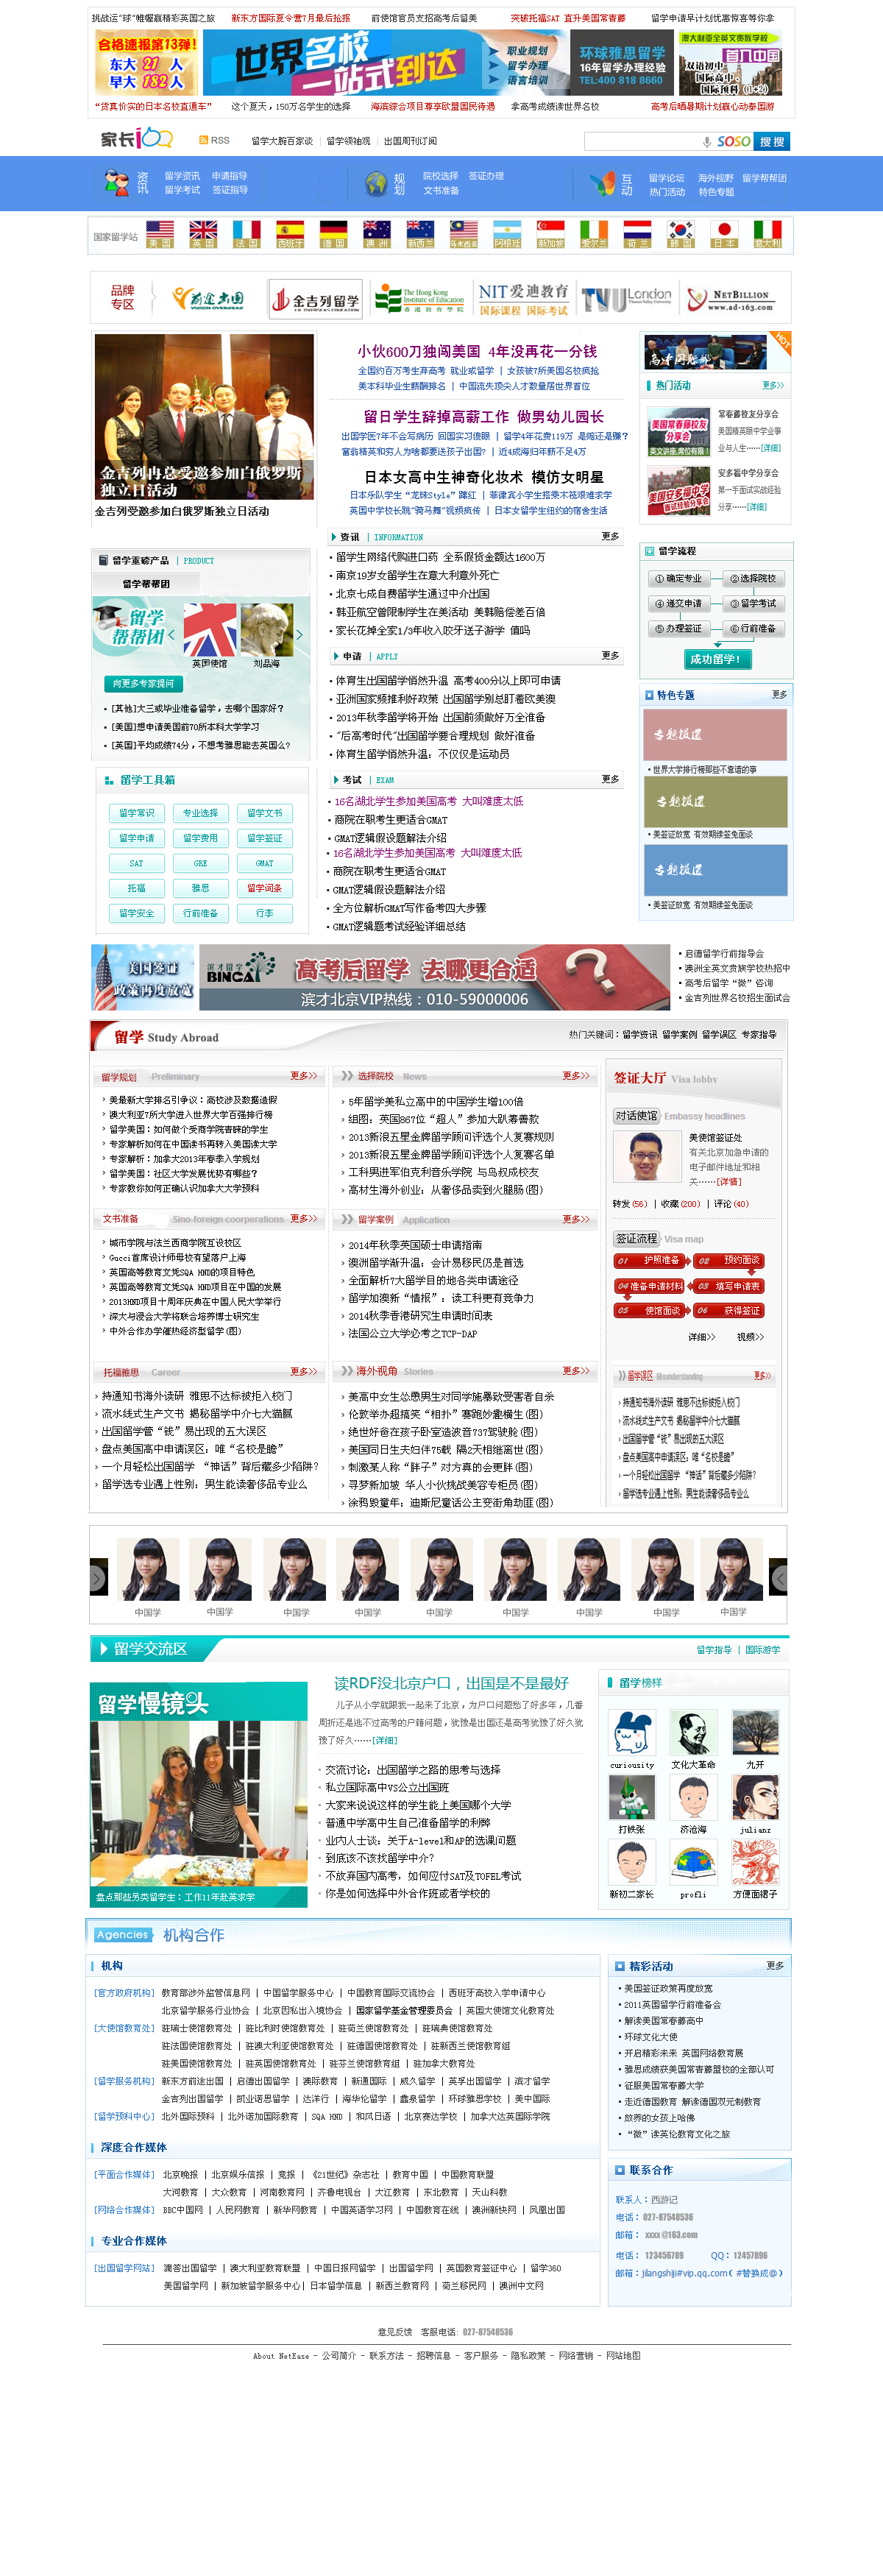 挑战运"球"帷幄赢精彩英国之旅 新东方国际夏令营7月最后抢报 前使馆官员支招高考后留美 突破托福SAT 直升美国常青藤 留学申请早计划优惠惊喜等你拿
合格速报第13弹!
东大 21 人
早大 182 人
世界名校
一站式到达
职业规划
留学办理
语言培训
环球雅思留学
16年留学办理经验
TEL:400 818 8660
澳大利亚全英文贵族学校
首入中国
双语初中
国际高中
国际预科 (1+3)
"货真价实的日本名校直通车" 这个夏天,150万名学生的选择 海滨综合项目尊享欧盟国民待遇 拿高考成绩读世界名校 高考后晒暑期计划赢心动泰国游
家长100 RSS 留学大腕百家谈 留学领袖观 出国周刊订阅 SOSO 搜搜
资讯 留学资讯 申请指导 留学考试 签证指导
规划 院校选择 签证办理 文书准备
互动 留学论坛 海外视野 留学帮帮团 热门活动 特色专题
国家留学站 美国 英国 法国 西班牙 德国 澳洲 新西兰 马来西亚 阿根廷 新加坡 爱尔兰 荷兰 韩国 日本 意大利
品牌专区 前途出国 UNION OVERSEAS 金吉列留学 LA OVERSEAS EDUCATION The Hong Kong Institute of Education 香港教育学院 NIT 爱迪教育 国际课程 国际考试 TVU London NETBILLION www.ad-163.com
金吉列冉总受邀参加白俄罗斯独立日活动
金吉列受邀参加白俄罗斯独立日活动
小伙600刀独闯美国 4年没再花一分钱
全国约百万考生弃高考 就业或留学 | 女孩被7所美国名校疯抢
美本科毕业生薪酬排名 | 中国流失顶尖人才数量居世界首位
留日学生辞掉高薪工作 做男幼儿园长
出国学医7年不会写病历 回国实习傻眼 | 留学4年花费119万 是赔还是赚?
富翁精英和穷人为啥都要送孩子出国? | 近4成海归年薪不足4万
日本女高中生神奇化妆术 模仿女明星
日本乐队学生"龙妹Style"蹿红 | 菲律宾小学生搭乘木筏艰难求学
英国中学校长跳"骑马舞"视频疯传 | 日本女留学生纽约的宿舍生活
HOT
热门活动 更多>>
美国常春藤校友分享会
英文讲座,席位有限
常春藤校友分享会
美国精英眼中学业事业与人生……[详细]
美国安多福中学
面试经验分享会
安多福中学分享会
第一手面试实战经验分享……[详细]
资讯 | INFORMATION 更多
留学生网络代购进口药 全系假货金额达1600万
南京19岁女留学生在意大利意外死亡
北京七成自费留学生通过中介出国
韩亚航空曾限制学生在美活动 美韩赔偿差百倍
家长花掉全家1/3年收入咬牙送子游学 值吗
申请 | APPLY 更多
体育生出国留学悄然升温 高考400分以上即可申请
亚洲国家频推利好政策 出国留学别总盯着欧美澳
2013年秋季留学将开始 出国前须做好万全准备
"后高考时代"出国留学要合理规划 做好准备
体育生留学悄然升温: 不仅仅是运动员
考试 | EXAM 更多
16名湖北学生参加美国高考 大叫难度太低
商院在职考生更适合GMAT
GMAT逻辑假设题解法介绍
16名湖北学生参加美国高考 大叫难度太低
商院在职考生更适合GMAT
GMAT逻辑假设题解法介绍
全方位解析GMAT写作备考四大步骤
GMAT逻辑题考试经验详细总结
留学重磅产品 | PRODUCT
留学帮帮团
留学帮帮团
英国使馆 刘品海
向更多专家提问
[其他]大三或毕业准备留学,去哪个国家好?
[美国]想申请美国前70所本科大学学习
[英国]平均成绩74分,不想考雅思能去英国么?
留学工具箱
留学常识 专业选择 留学文书
留学申请 留学费用 留学签证
SAT GRE GMAT
托福 雅思 留学词条
留学安全 行前准备 行李
留学流程
①确定专业 ②选择院校
④递交申请 ③留学考试
⑤办理签证 ⑥行前准备
成功留学!
特色专题 更多
专题报道
世界大学排行榜那些不靠谱的事
专题报道
美签证放宽 有效期续签免面谈
专题报道
美签证放宽 有效期续签免面谈
美国签证
政策再度放宽
滨才留学 BINCAI 高考后留学 去哪更合适
滨才北京VIP热线:010-59000006
启德留学行前指导会
澳洲全英文贵族学校热招中
高考后留学"微"咨询
金吉列世界名校招生面试会
留学 Study Abroad 热门关键词:留学资讯 留学案例 留学误区 专家指导
留学规划 Preliminary 更多>>
美最新大学排名引争议:高校涉及数据造假
澳大利亚7所大学进入世界大学百强排行榜
留学美国:如何做个受商学院青睐的学生
专家解析如何在中国读书再转入美国读大学
专家解析:加拿大2013年春季入学规划
留学美国:社区大学发展优势有哪些?
专家教你如何正确认识加拿大大学预科
文书准备 Sino-foreign coorperations 更多>>
城市学院与法兰西商学院互设校区
Gucci首席设计师母校有望落户上海
英国高等教育文凭SQA HND的项目特色
英国高等教育文凭SQA HND项目在中国的发展
2013HND项目十周年庆典在中国人民大学举行
深大与浸会大学将联合培养博士研究生
中外合作办学催热经济型留学(图)
托福雅思 Career 更多>>
持通知书海外读研 雅思不达标被拒入校门
流水线式生产文书 揭秘留学中介七大猫腻
出国留学管"钱"易出现的五大误区
盘点美国高中申请误区: 唯"名校是瞻"
一个月轻松出国留学 "神话"背后藏多少陷阱?
留学选专业遇上性别: 男生能读奢侈品专业么
选择院校 News 更多>>
5年留学美私立高中的中国学生增100倍
组图: 英国867位"超人"参加大趴筹善款
2013新浪五星金牌留学顾问评选个人复赛规则
2013新浪五星金牌留学顾问评选个人复赛名单
工科男进军伯克利音乐学院 与鸟叔成校友
高材生海外创业: 从奢侈品卖到火腿肠(图)
留学案例 Application 更多>>
2014年秋季英国硕士申请指南
澳洲留学渐升温: 会计易移民仍是首选
全面解析7大留学目的地各类申请途径
留学加澳新"情报": 读工科更有竞争力
2014秋季香港研究生申请时间表
法国公立大学必考之TCP-DAP
海外视角 Stories 更多>>
美高中女生怂恿男生对同学施暴致受害者自杀
伦敦举办超搞笑"相扑"赛跑妙趣横生(图)
绝世好爸在孩子卧室造波音737驾驶舱(图)
美国同日生夫妇伴75载 隔2天相继离世(图)
刺激某人称"胖子"对方真的会更胖(图)
寻梦新加坡 华人小伙挑战美容专柜员(图)
涂鸦毁童年: 迪斯尼童话公主变街角劫匪(图)
签证大厅 Visa lobby
对话使馆 Embassy headlines
美使馆签证处
有关北京加急申请的电子邮件地址和相关……[详情]
转发(56) | 收藏(200) | 评论(40)
签证流程 Visa map
01 护照准备 02 预约面谈
04 准备申请材料 03 填写申请表
05 使馆面谈 06 获得签证
详细>> 视频>>
留学误区 Misunderstanding 更多>>
持通知书海外读研 雅思不达标被拒入校门
流水线式生产文书 揭秘留学中介七大猫腻
出国留学管"钱"易出现的五大误区
盘点美国高中申请误区: 唯"名校是瞻"
一个月轻松出国留学 "神话"背后藏多少陷阱?
留学选专业遇上性别: 男生能读奢侈品专业么
中国学 中国学 中国学 中国学 中国学 中国学 中国学 中国学 中国学
留学交流区 留学指导 | 国际游学
留学慢镜头
盘点那些另类留学生:工作11年赴英求学
读RDF没北京户口,出国是不是最好
儿子从小学就跟我一起来了北京,为户口问题愁了好多年,几番
周折还是逃不过高考的户籍问题,犹豫是出国还是高考犹豫了好久犹
豫了好久……[详细]
交流讨论: 出国留学之路的思考与选择
私立国际高中VS公立出国班
大家来说说这样的学生能上美国哪个大学
普通中学高中生自己准备留学的利弊
业内人士谈: 关于A-level和AP的选课问题
到底该不该找留学中介?
不放弃国内高考, 如何应付SAT及TOFEL考试
你是如何选择中外合作班或者学校的
留学榜样
curiousity 文化大革命 九开
打铁张 济沧海 julianz
新初二家长 profli 方便面裙子
Agencies 机构合作
机构
[官方政府机构] 教育部涉外监管信息网 | 中国留学服务中心 | 中国教育国际交流协会 | 西班牙高校入学申请中心
北京留学服务行业协会 | 北京因私出入境协会 | 国家留学基金管理委员会 | 英国大使馆文化教育处
[大使馆教育处] 驻瑞士使馆教育处 | 驻比利时使馆教育处 | 驻荷兰使馆教育处 | 驻瑞典使馆教育处
驻法国使馆教育处 | 驻澳大利亚使馆教育处 | 驻德国使馆教育处 | 驻新西兰使馆教育组
驻美国使馆教育处 | 驻英国使馆教育处 | 驻芬兰使馆教育组 | 驻加拿大教育处
[留学服务机构] 新东方前途出国 | 启德出国留学 | 澳际教育 | 新通国际 | 威久留学 | 英孚出国留学 | 滨才留学
金吉列出国留学 | 凯业诺思留学 | 达洋行 | 海华伦留学 | 鑫泉留学 | 环球雅思学校 | 美中国际
[留学预科中心] 北外国际预科 | 北外诺加国际教育 | SQA HND | 和风日语 | 北京赛达学校 | 加拿大达英国际学院
深度合作媒体
[平面合作媒体] 北京晚报 | 北京娱乐信报 | 竞报 | 《21世纪》杂志社 | 教育中国 | 中国教育联盟
大河教育 | 大众教育 | 河南教育网 | 齐鲁电视台 | 大江教育 | 东北教育 | 天山科教
[网络合作媒体] BBC中国网 | 人民网教育 | 新华网教育 | 中国英语学习网 | 中国教育在线 | 澳洲新快网 | 凤凰出国
专业合作媒体
[出国留学网站] 滴答出国留学 | 澳大利亚教育联盟 | 中国日报网留学 | 出国留学网 | 英国教育签证中心 | 留学360
美国留学网 | 新加坡留学服务中心| 日本留学信息 | 新西兰教育网 | 荷兰移民网 | 澳洲中文网
精彩活动 更多
美国签证政策再度放宽
2011英国留学行前准备会
解读美国常春藤高中
环球文化大使
开启精彩未来 英国网络教育展
雅思成绩获美国常青藤盟校的全部认可
征服美国常春藤大学
走近德国教育 解读德国双元制教育
放养的女孩上哈佛
"微"读英伦教育文化之旅
联系合作
联系人:西游记
电话:027-87548536
邮箱: xxxx@163.com
电话: 123456789 QQ: 12457896
邮箱:jilangshiji#vip.qq.com( #替换成@ )
意见反馈 客服电话: 027-87548536
About NetEase - 公司简介 - 联系方法 - 招聘信息 - 客户服务 - 隐私政策 - 网络营销 - 网站地图